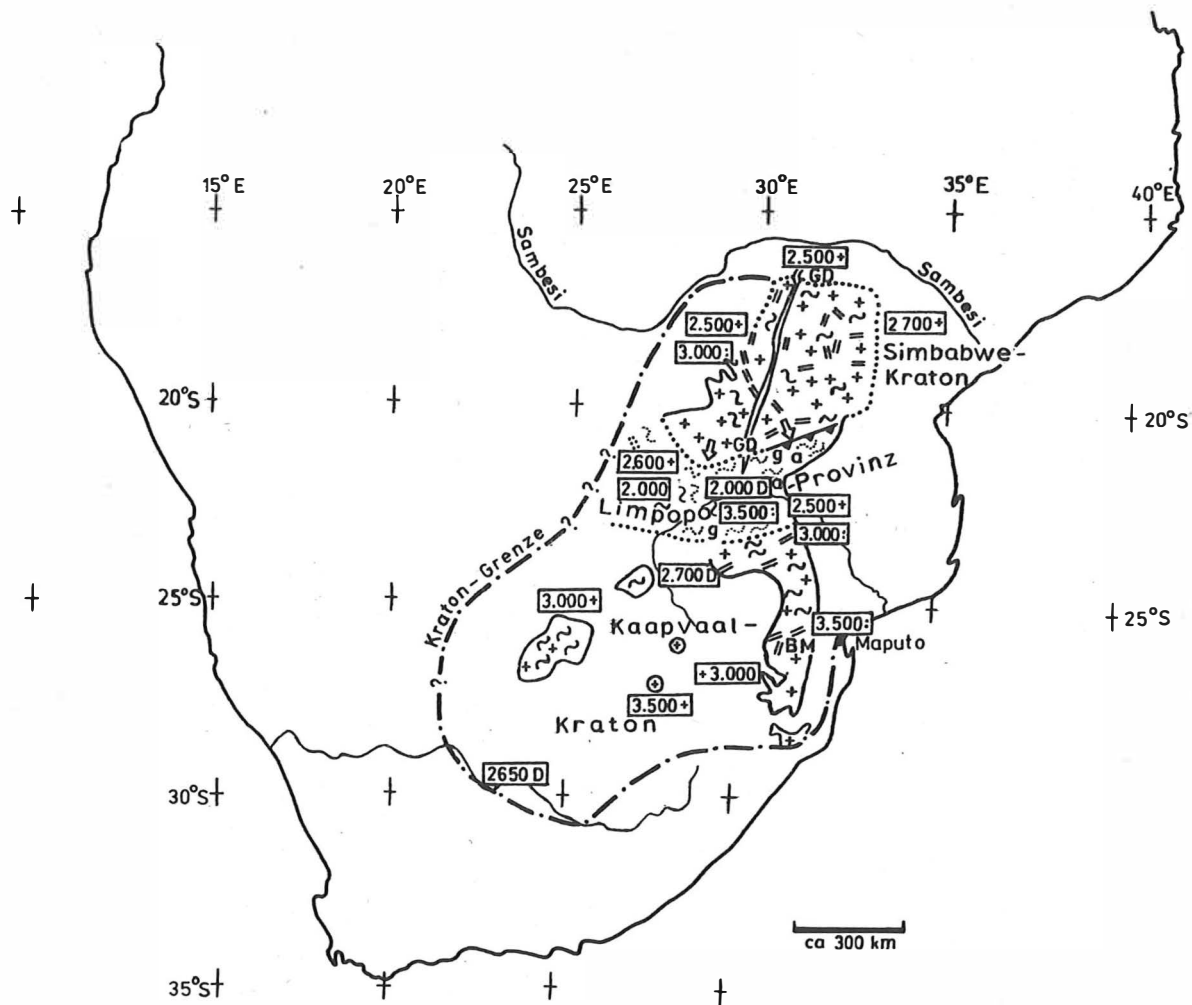 15°E
20°E
25°E
30°E
35°E
40°E
Sambesi
2.500+
GD
Sambesi
2.500+
2 700+
3.000:
Simbabwe-
Kraton
20°S
20°S
GD
g a
2.600+
2.000
2.000 D
a-Provinz
2.500+
Limpopo
3.500:
3.000:
g
?
?
?
Kraton-Grenze
2.700 D
25°S
3.000+
25°S
Kaapvaal-
3.500:
BM
Maputo
+3.000
?
3.500+
Kraton
2650 D
30°S
ca 300 km
35°S